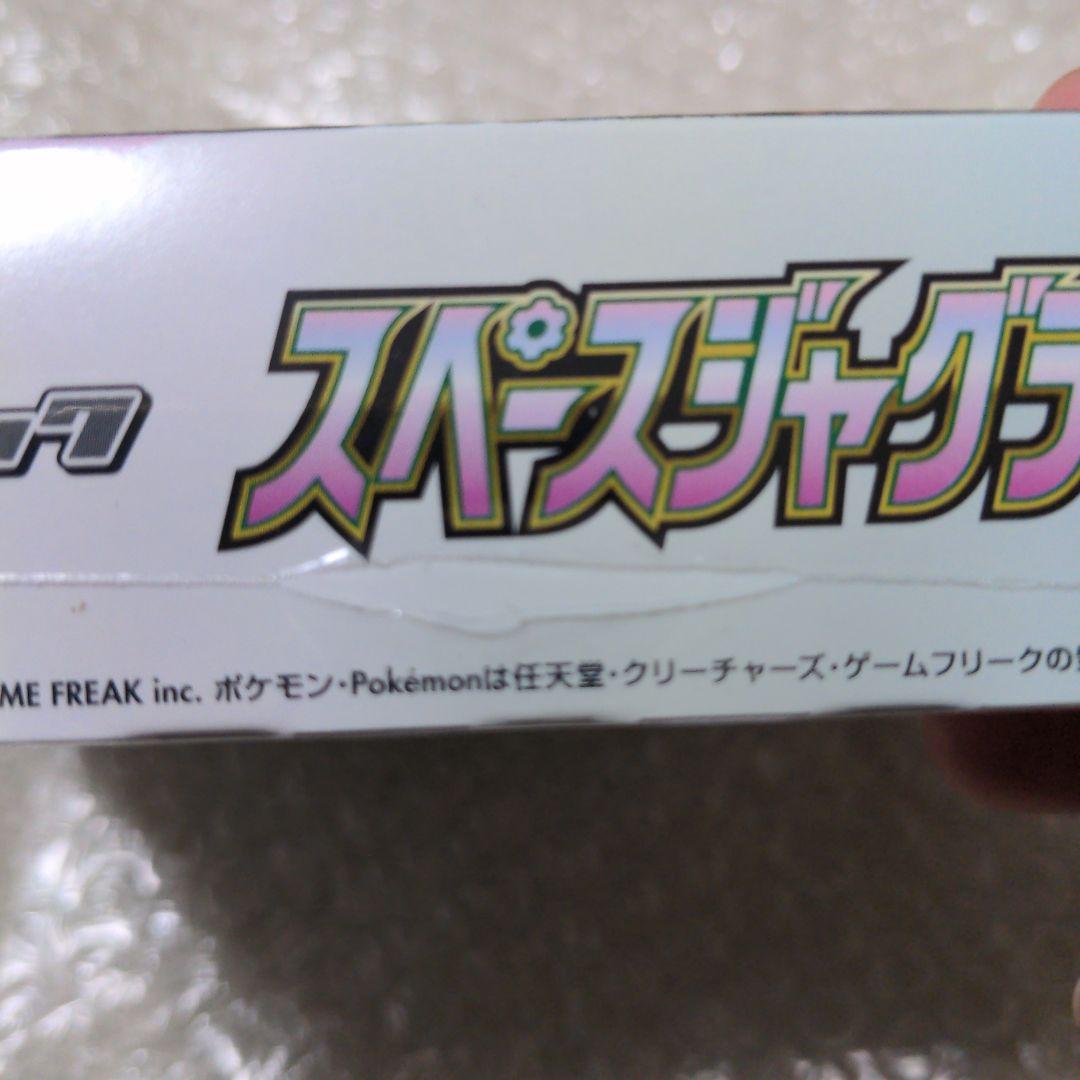 ック スペースジャグラ
ME FREAK inc. ポケモン・Pokémonは任天堂・クリーチャーズ・ゲームフリークの